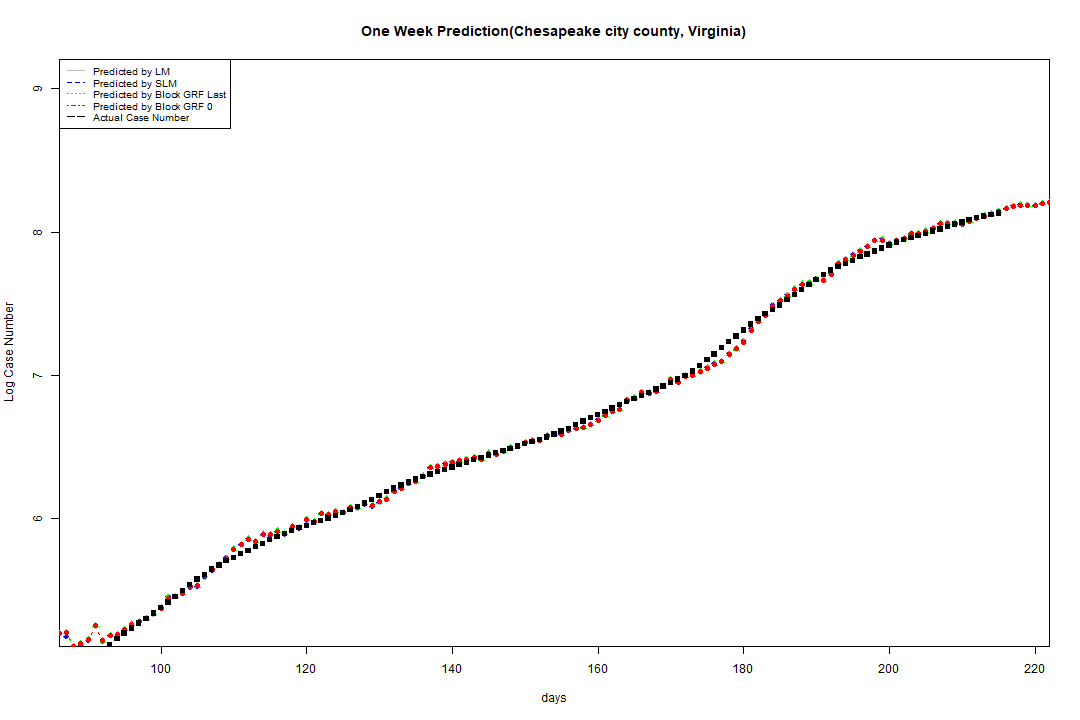 One Week Prediction(Chesapeake city county, Virginia)
Predicted by LM
Predicted by SLM
Predicted by Block GRF Last
Predicted by Block GRF 0
Actual Case Number
9
8
7
6
Log Case Number
100 120 140 160 180 200 220
days